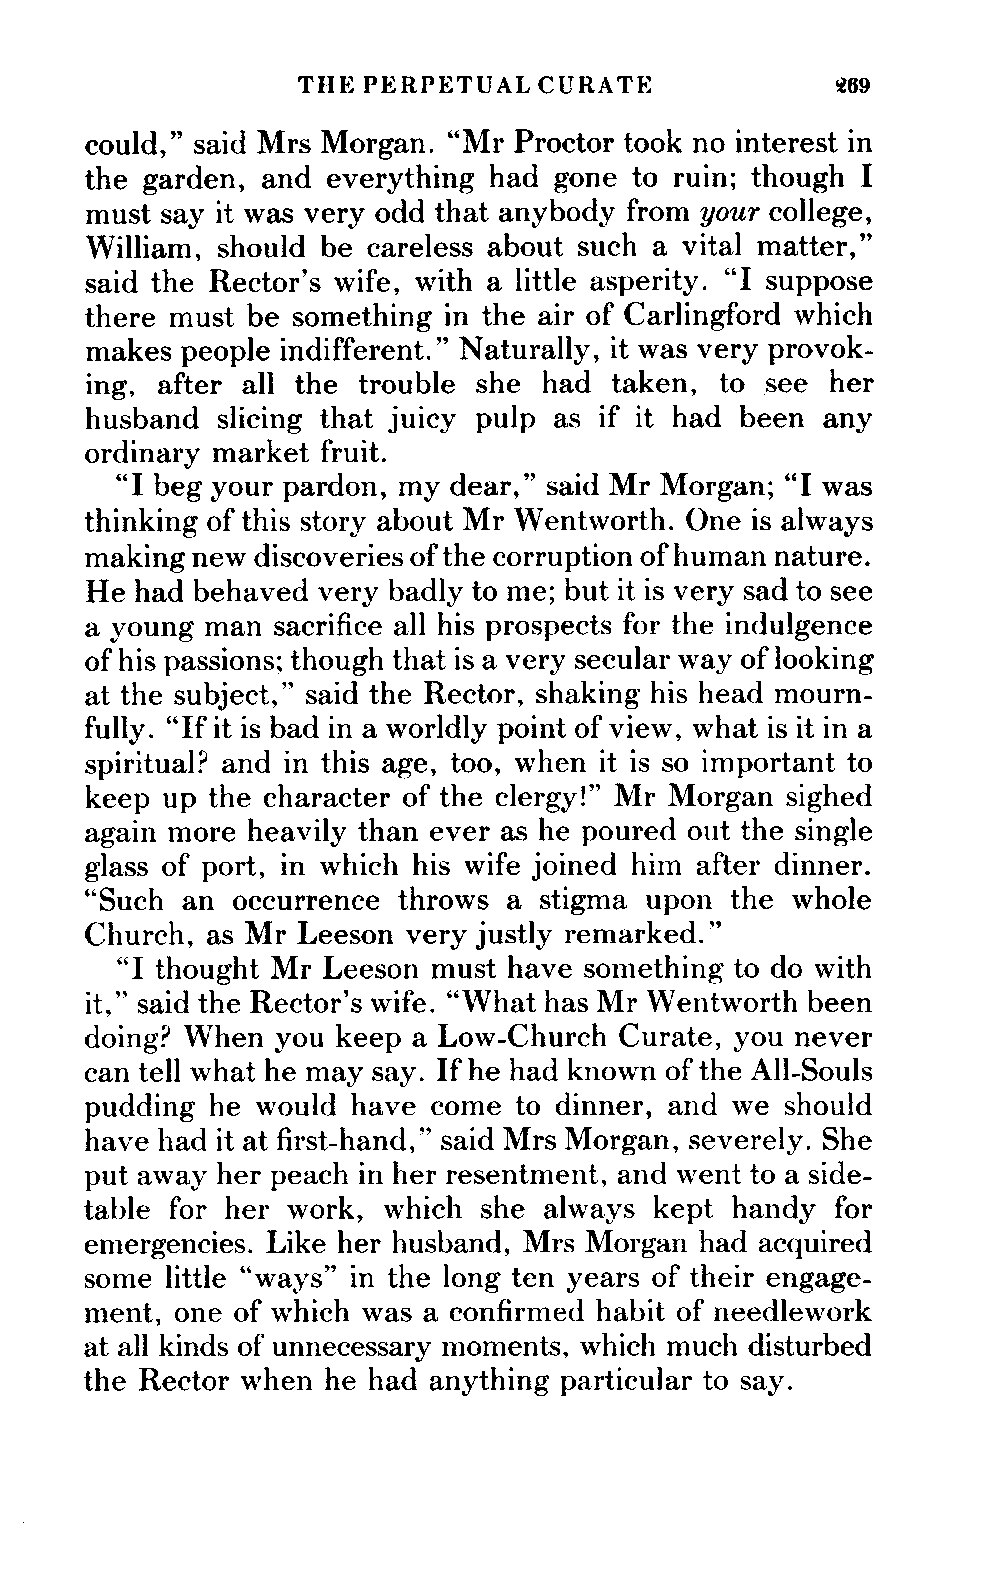 THE PERPETUAL CURATE 269
could,” said Mrs Morgan. “Mr Proctor took no interest in
the garden, and everything had gone to ruin; though I
must say it was very odd that anybody from your college,
William, should be careless about such a vital matter,”
said the Rector’s wife, with a little asperity. “I suppose
there must be something in the air of Carlingford which
makes people indifferent.” Naturally, it was very provok-
ing, after all the trouble she had taken, to see her
husband slicing that juicy pulp as if it had been any
ordinary market fruit.
“I beg your pardon, my dear,” said Mr Morgan; “I was
thinking of this story about Mr Wentworth. One is always
making new discoveries of the corruption of human nature.
He had behaved very badly to me; but it is very sad to see
a young man sacrifice all his prospects for the indulgence
of his passions; though that is a very secular way of looking
at the subject,” said the Rector, shaking his head mourn-
fully. “If it is bad in a worldly point of view, what is it in a
spiritual? and in this age, too, when it is so important to
keep up the character of the clergy!” Mr Morgan sighed
again more heavily than ever as he poured out the single
glass of port, in which his wife joined him after dinner.
“Such an occurrence throws a stigma upon the whole
Church, as Mr Leeson very justly remarked.”
“I thought Mr Leeson must have something to do with
it,” said the Rector’s wife. “What has Mr Wentworth been
doing? When you keep a Low-Church Curate, you never
can tell what he may say. If he had known of the All-Souls
pudding he would have come to dinner, and we should
have had it at first-hand,” said Mrs Morgan, severely. She
put away her peach in her resentment, and went to a side-
table for her work, which she always kept handy for
emergencies. Like her husband, Mrs Morgan had acquired
some little “ways” in the long ten years of their engage-
ment, one of which was a confirmed habit of needlework
at all kinds of unnecessary moments, which much disturbed
the Rector when he had anything particular to say.